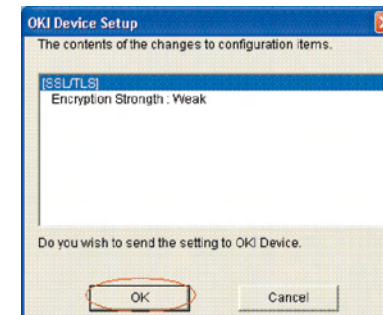 OKI Device Setup
The contents of the changes to configuration items.
[SSL/TLS]
Encryption Strength : Weak
Do you wish to send the setting to OKI Device.
OK
Cancel